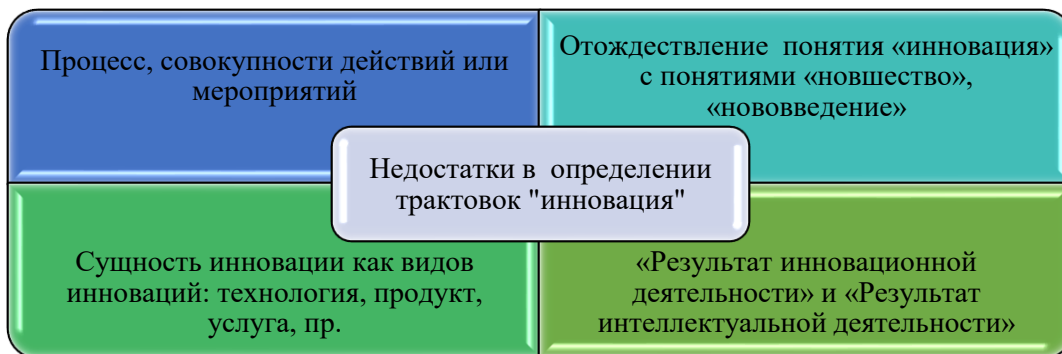 Процесс, совокупности действий или
мероприятий
Отождествление понятия «инновация»
с понятиями «новшество»,
«нововведение»
Недостатки в определении
трактовок "инновация"
Сущность инновации как видов
инноваций: технология, продукт,
услуга, пр.
«Результат инновационной
деятельности» и «Результат
интеллектуальной деятельности»